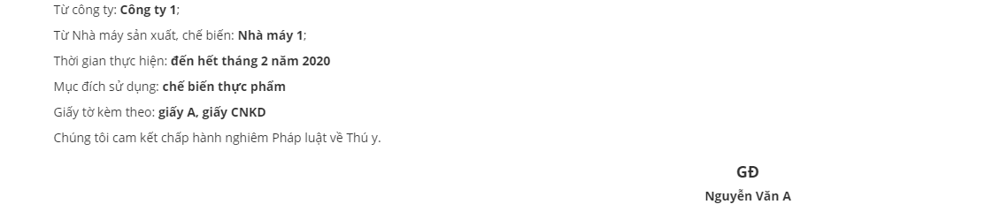 Từ công ty: Công ty 1;
Từ Nhà máy sản xuất, chế biến: Nhà máy 1;
Thời gian thực hiện: đến hết tháng 2 năm 2020
Mục đích sử dụng: chế biến thực phẩm
Giấy tờ kèm theo: giấy A, giấy CNKD
Chúng tôi cam kết chấp hành nghiêm Pháp luật về Thú y.
GĐ
Nguyễn Văn A